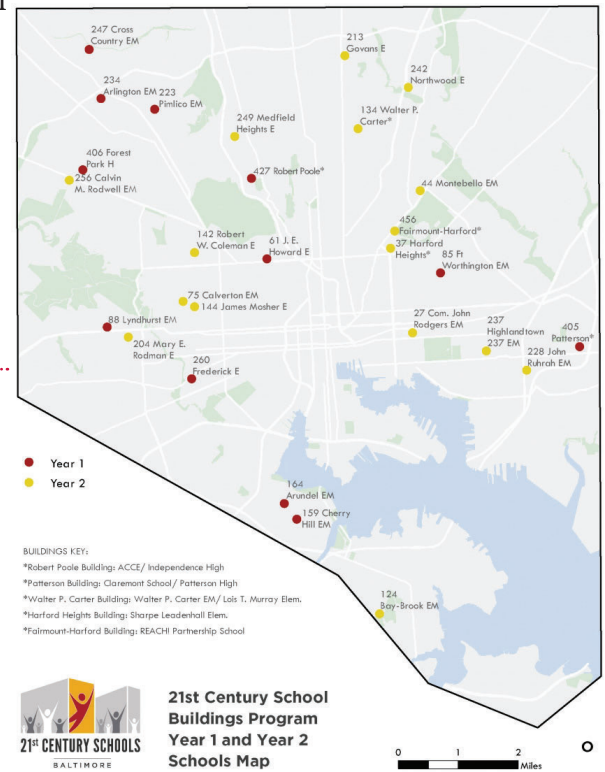 247 Cross
Country EM
213
Govans E
242
Northwood E
234
Arlington EM
223
Pimlico EM
249 Medfield
Heights E
134 Walter P.
Carter*
406 Forest
Park H
256 Calvin
M. Rodwell EM
427 Robert Poole*
44 Montebello EM
142 Robert
W. Coleman E
61 J. E.
Howard E
456
Fairmount-Harford*
37 Harford
Heights*
85 Ft
Worthington EM
75 Calverton EM
144 James Mosher E
88 Lyndhurst EM
204 Mary E.
Rodman E
260
Frederick E
27 Com. John
Rodgers EM
237
Highlandtown
237 EM
405
Patterson*
228 John
Ruhrah EM
Year 1
Year 2
164
Arundel EM
159 Cherry
Hill EM
124
Bay-Brook EM
BUILDINGS KEY:
*Robert Poole Building: ACCE/ Independence High
*Patterson Building: Claremont School/ Patterson High
*Walter P. Carter Building: Walter P. Carter EM/ Lois T. Murray Elem.
*Harford Heights Building: Sharpe Leadenhall Elem.
*Fairmount-Harford Building: REACH! Partnership School
21st CENTURY SCHOOLS
BALTIMORE
21st Century School
Buildings Program
Year 1 and Year 2
Schools Map
0 1 2
Miles